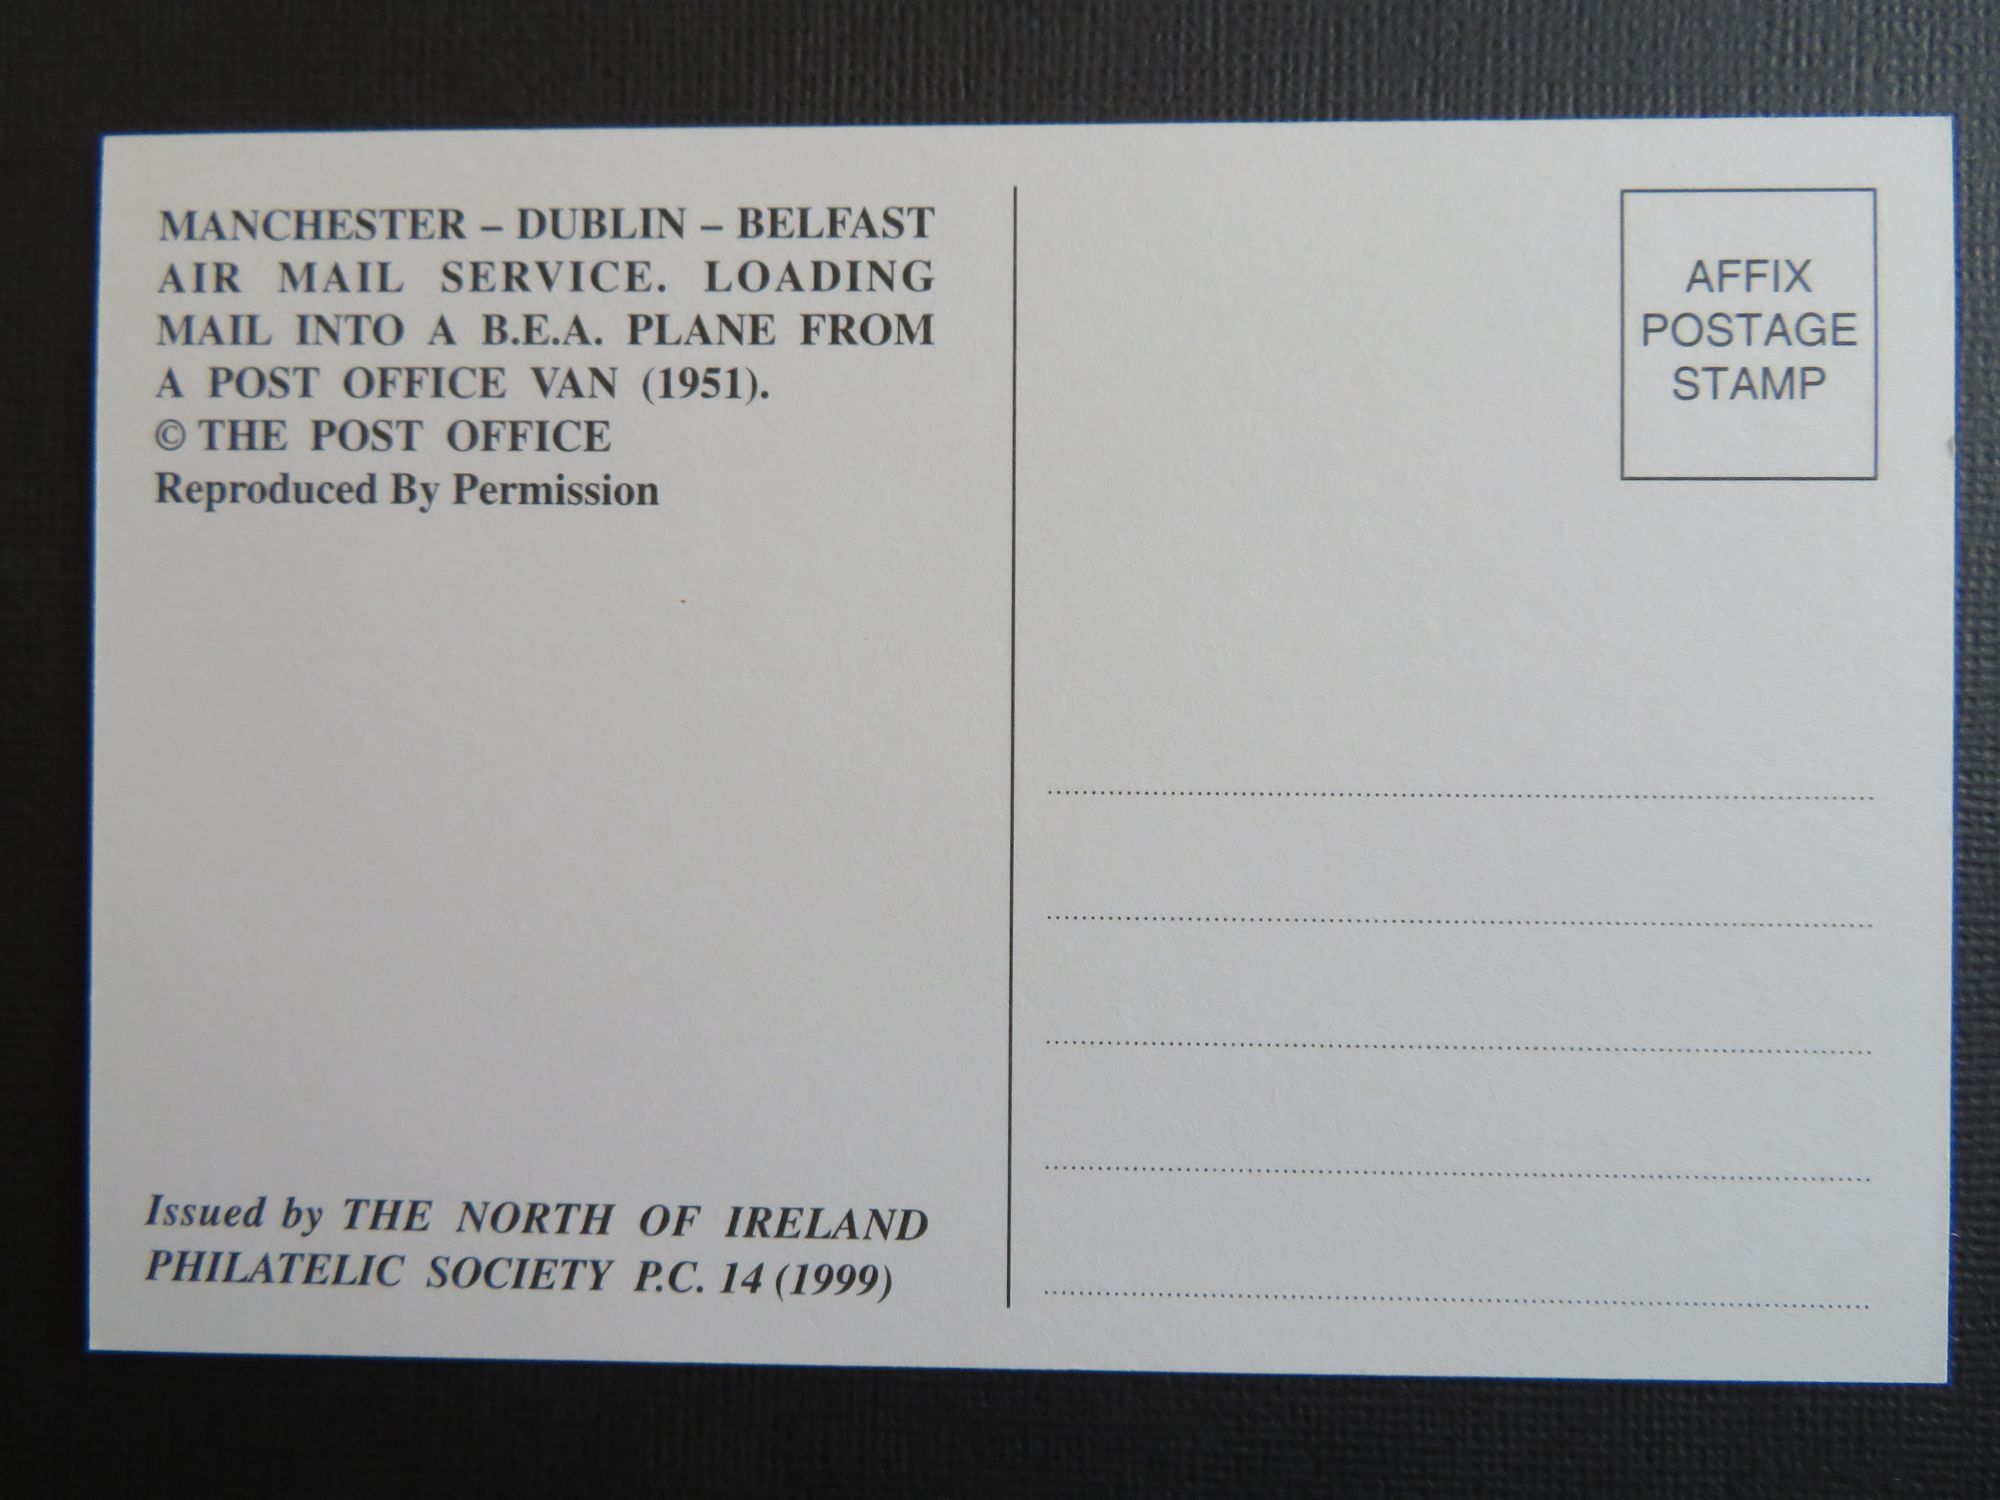 MANCHESTER – DUBLIN – BELFAST
AIR MAIL SERVICE. LOADING
MAIL INTO A B.E.A. PLANE FROM
A POST OFFICE VAN (1951).
© THE POST OFFICE
Reproduced By Permission
Issued by THE NORTH OF IRELAND
PHILATELIC SOCIETY P.C. 14 (1999)
AFFIX
POSTAGE
STAMP